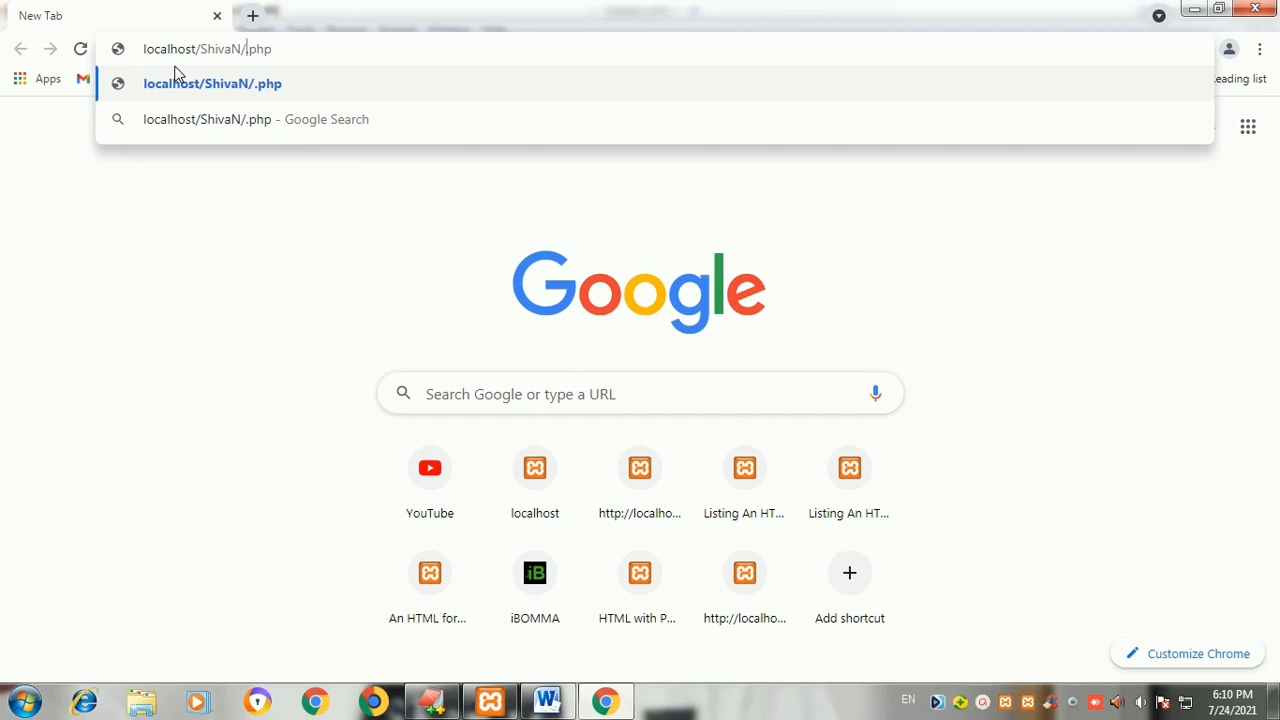 New Tab
localhost/ShivaN/.php
Apps
eading list
localhost/ShivaN/.php
localhost/ShivaN/.php - Google Search
Google
Search Google or type a URL
YouTube
localhost
http://localho...
Listing An HT...
Listing An HT...
An HTML for...
iBOMMA
HTML with P...
http://localho...
Add shortcut
Customize Chrome
EN
6:10 PM
7/24/2021